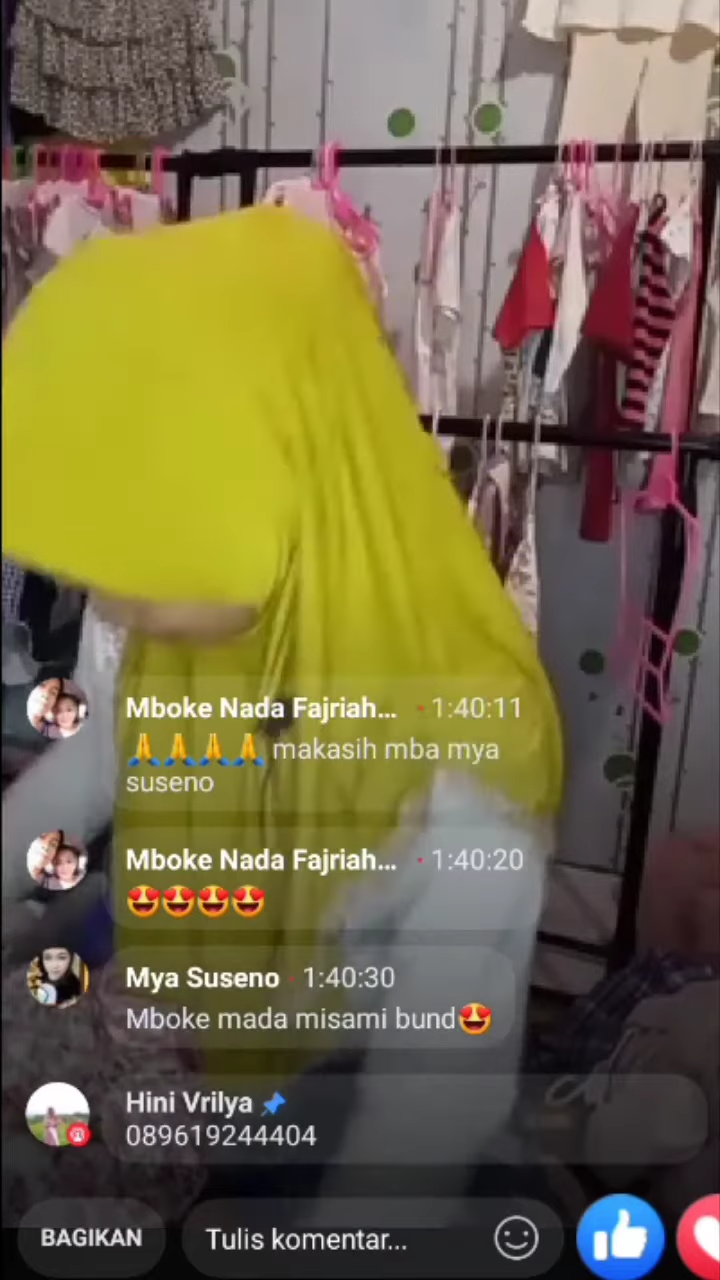 Mboke Nada Fajriah... • 1:40:11
🙏🙏🙏🙏 makasih mba mya
suseno
Mboke Nada Fajriah... • 1:40:20
😍😍😍😍
Mya Suseno • 1:40:30
Mboke mada misami bund😍
Hini Vrilya 📌
089619244404
BAGIKAN
Tulis komentar...